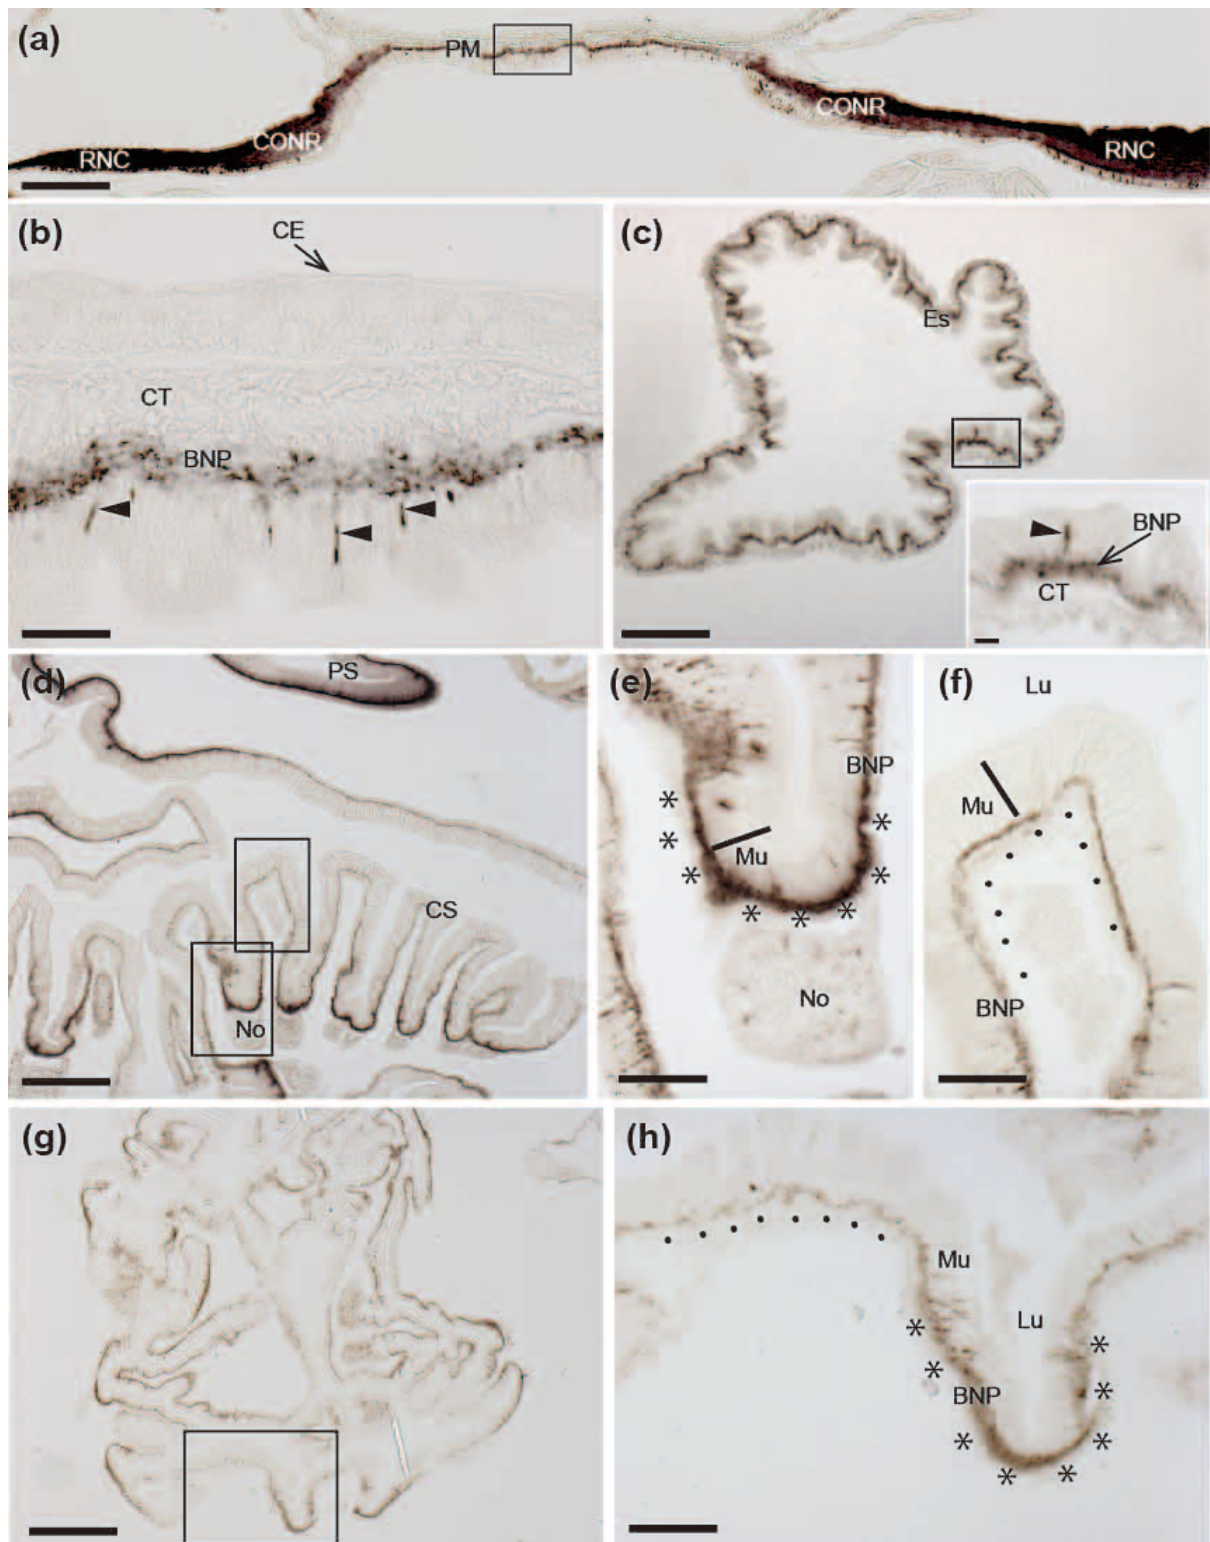 (a)
PM
CONR
CONR
RNC
RNC
(b)
CE
CT
BNP
(c)
Es
BNP
CT
(d)
PS
CS
No
(e)
BNP
Mu
No
(f)
Lu
Mu
BNP
(g)
(h)
Mu
Lu
BNP